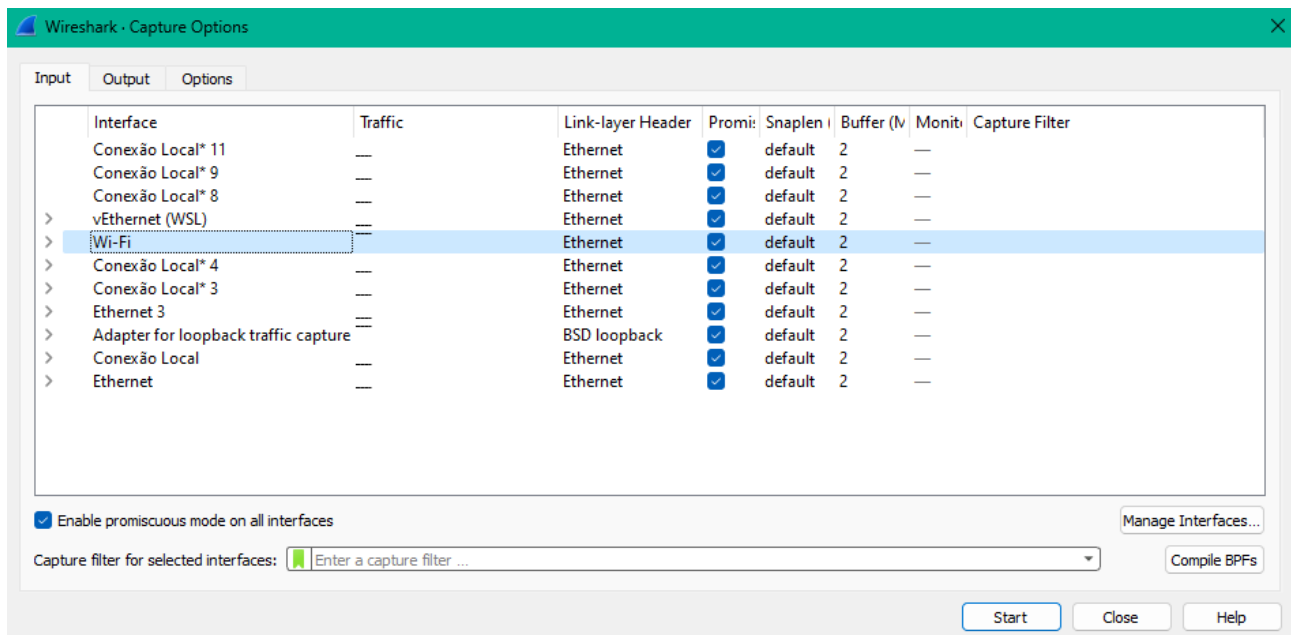 Wireshark · Capture Options
Input Output Options
Interface Traffic Link-layer Header Promis Snaplen ( Buffer (M Monito Capture Filter
Conexão Local* 11 Ethernet default 2 —
Conexão Local* 9 Ethernet default 2 —
Conexão Local* 8 Ethernet default 2 —
vEthernet (WSL) Ethernet default 2 —
Wi-Fi Ethernet default 2 —
Conexão Local* 4 Ethernet default 2 —
Conexão Local* 3 Ethernet default 2 —
Ethernet 3 Ethernet default 2 —
Adapter for loopback traffic capture BSD loopback default 2 —
Conexão Local Ethernet default 2 —
Ethernet Ethernet default 2 —
Enable promiscuous mode on all interfaces Manage Interfaces...
Capture filter for selected interfaces: Enter a capture filter ... Compile BPFs
Start Close Help